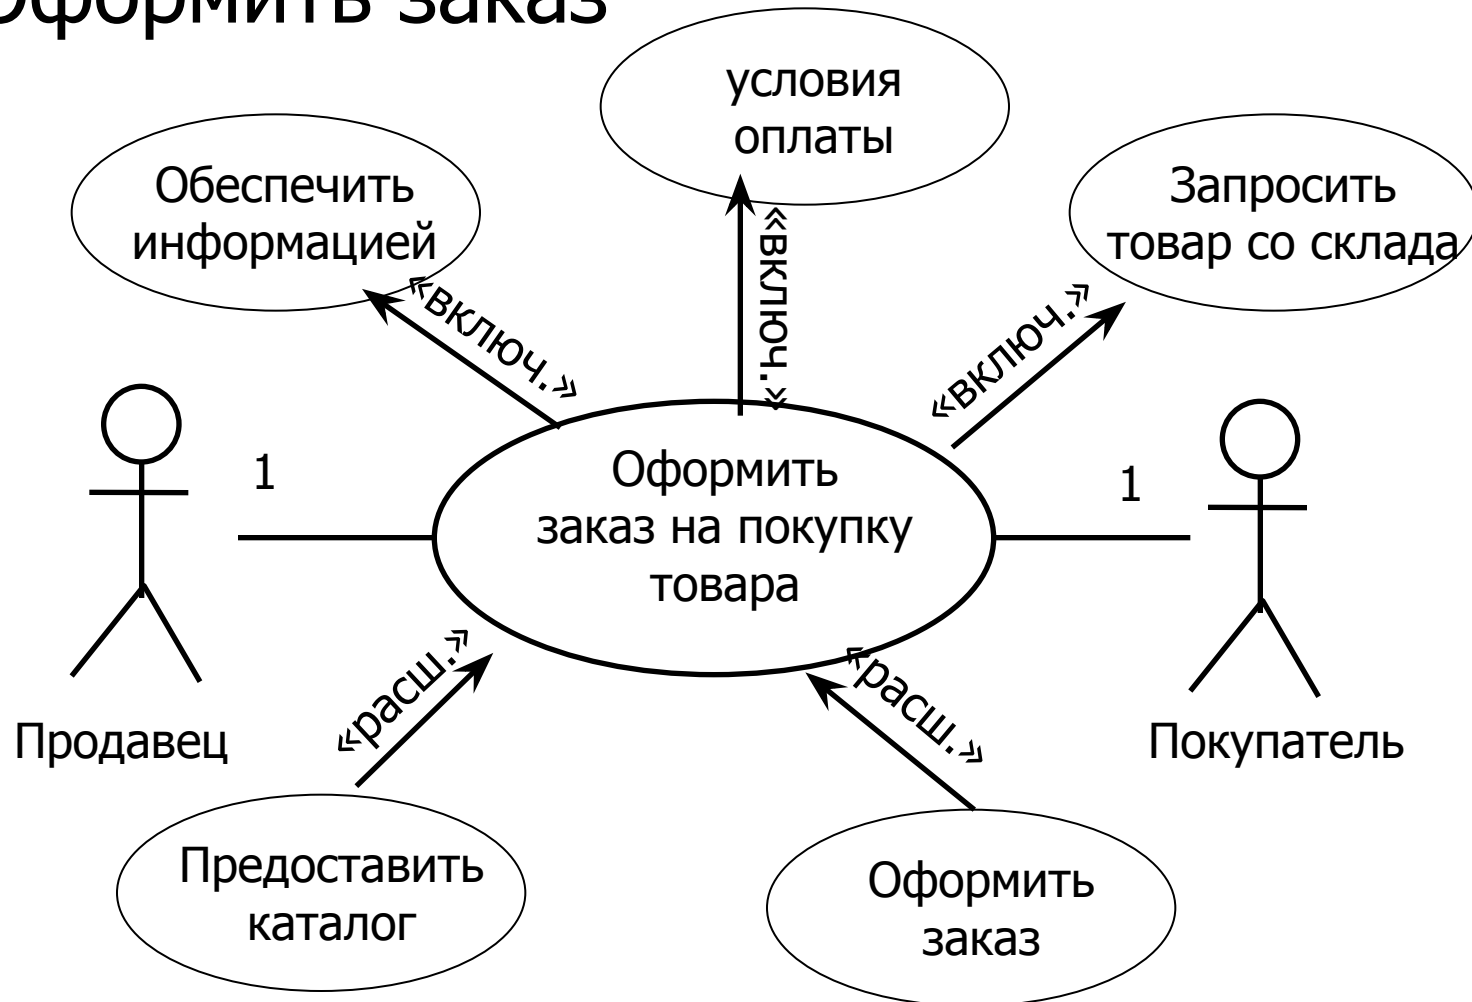 Оформить заказ
условия
оплаты
Обеспечить
информацией
Запросить
товар со склада
«включ.»
«включ.»
«включ.»
1
1
Оформить
заказ на покупку
товара
«расш.»
«расш.»
Продавец
Покупатель
Предоставить
каталог
Оформить
заказ